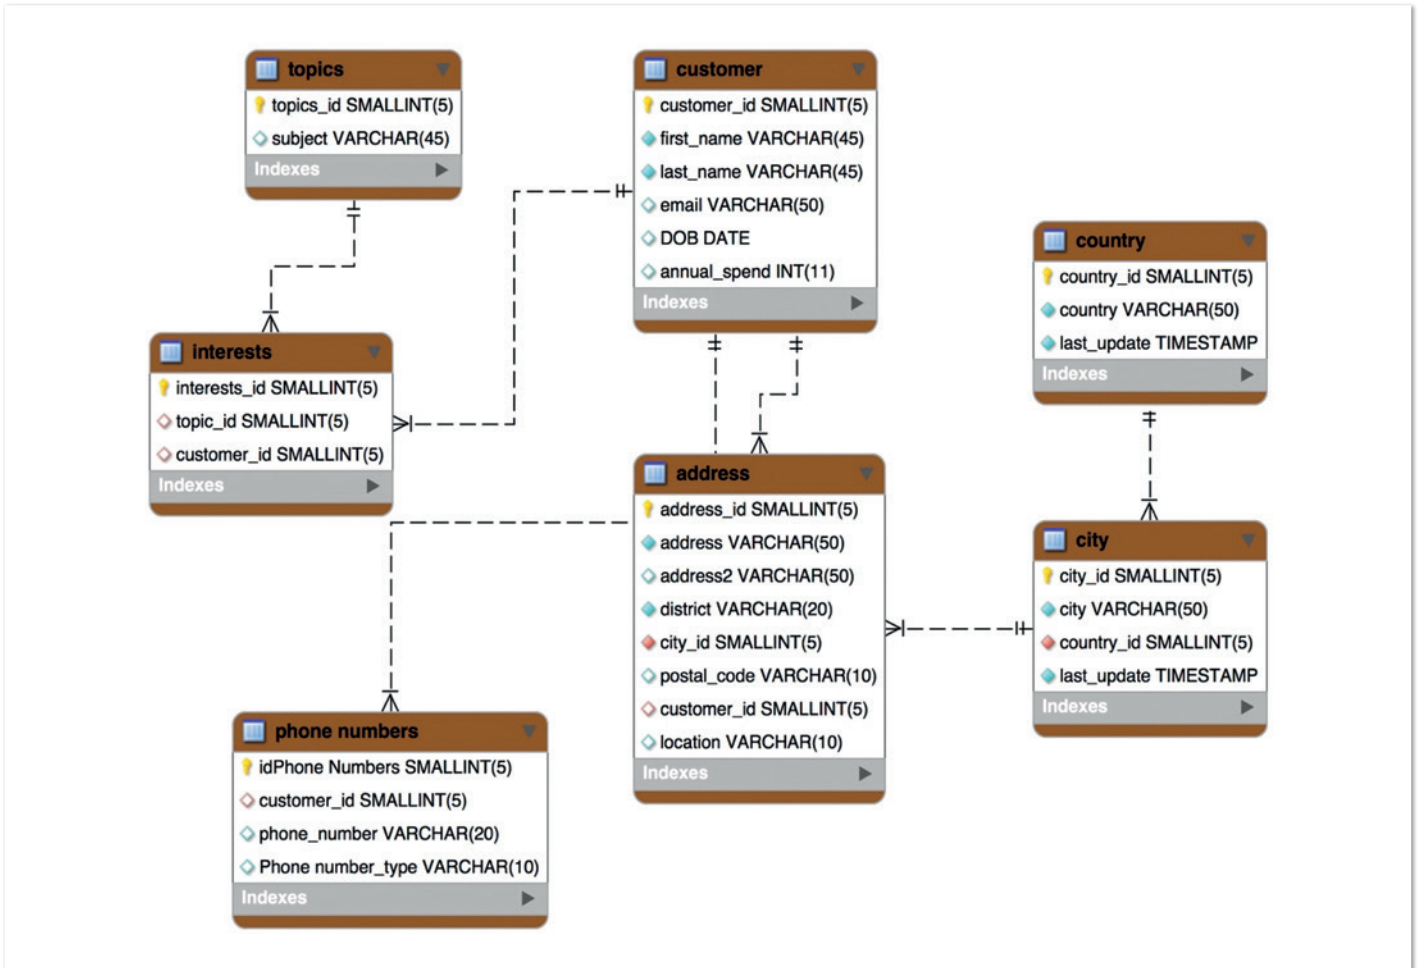 topics
topics_id SMALLLINT(5)
subject VARCHAR(45)
Indexes
customer
customer_id SMALLINT(5)
first_name VARCHAR(45)
last_name VARCHAR(45)
email VARCHAR(50)
DOB DATE
annual_spend INT(11)
Indexes
country
country_id SMALLINT(5)
country VARCHAR(50)
last_update TIMESTAMP
Indexes
interests
interests_id SMALLINT(5)
topic_id SMALLINT(5)
customer_id SMALLINT(5)
Indexes
address
address_id SMALLINT(5)
address VARCHAR(50)
address2 VARCHAR(50)
district VARCHAR(20)
city_id SMALLINT(5)
postal_code VARCHAR(10)
customer_id SMALLINT(5)
location VARCHAR(10)
Indexes
city
city_id SMALLINT(5)
city VARCHAR(50)
country_id SMALLINT(5)
last_update TIMESTAMP
Indexes
phone numbers
idPhone Numbers SMALLINT(5)
customer_id SMALLINT(5)
phone_number VARCHAR(20)
Phone number_type VARCHAR(10)
Indexes